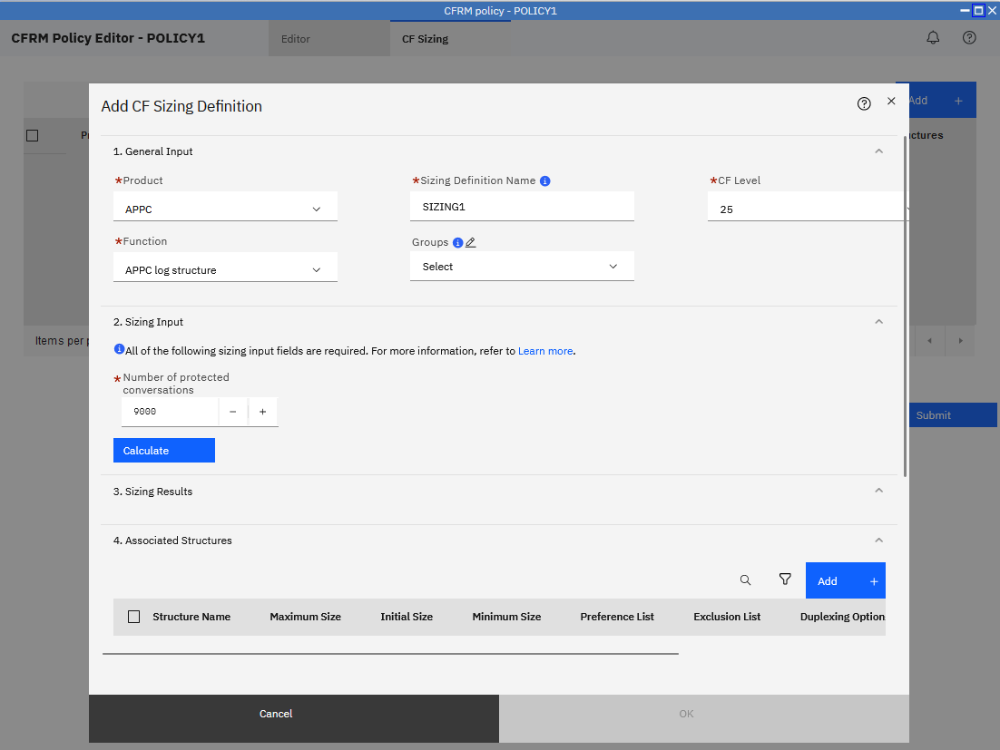 CFRM policy - POLICY1
CFRM Policy Editor - POLICY1
Editor
CF Sizing
Add CF Sizing Definition
Add +
1. General Input
*Product
*Sizing Definition Name
*CF Level
APPC
SIZING1
25
*Function
Groups
APPC log structure
Select
2. Sizing Input
Items per
All of the following sizing input fields are required. For more information, refer to Learn more.
*Number of protected
conversations
9000
− +
Submit
Calculate
3. Sizing Results
4. Associated Structures
Add +
Structure Name
Maximum Size
Initial Size
Minimum Size
Preference List
Exclusion List
Duplexing Option
Cancel
OK